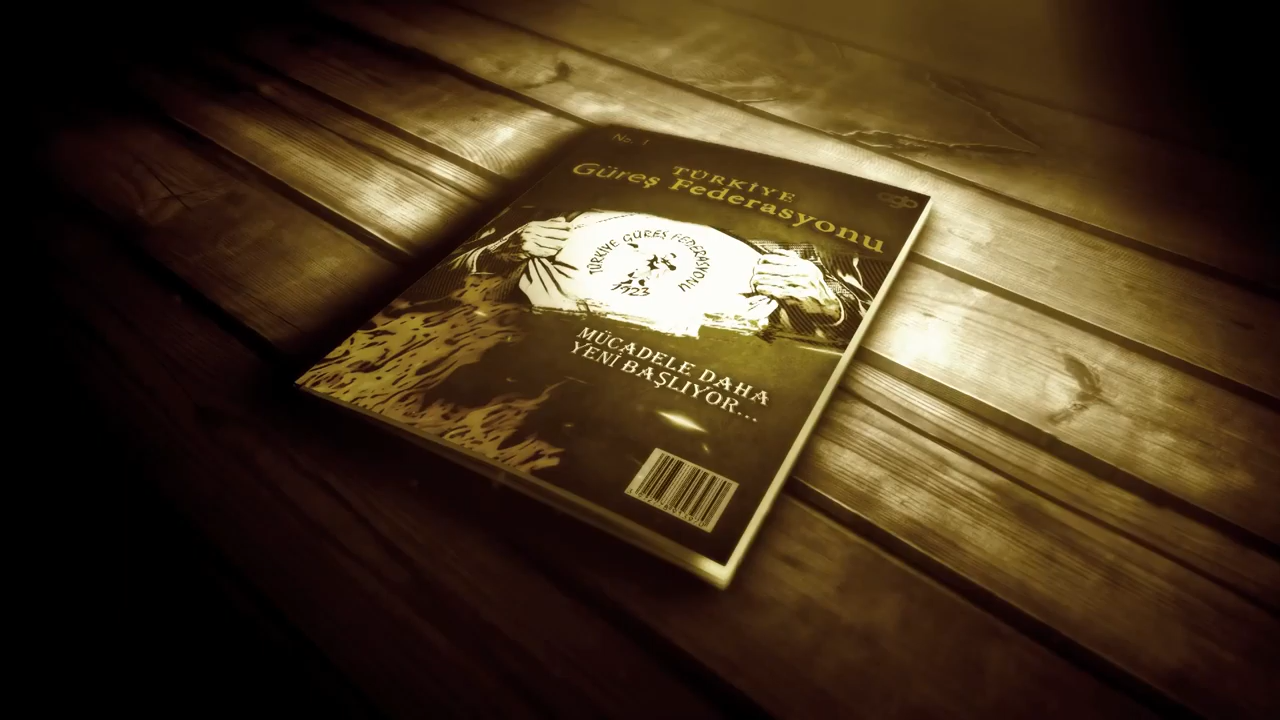 No. 1
TÜRKİYE
Güreş Federasyonu
TÜRKİYE GÜREŞ FEDERASYONU
1923
MÜCADELE DAHA
YENİ BAŞLIYOR...